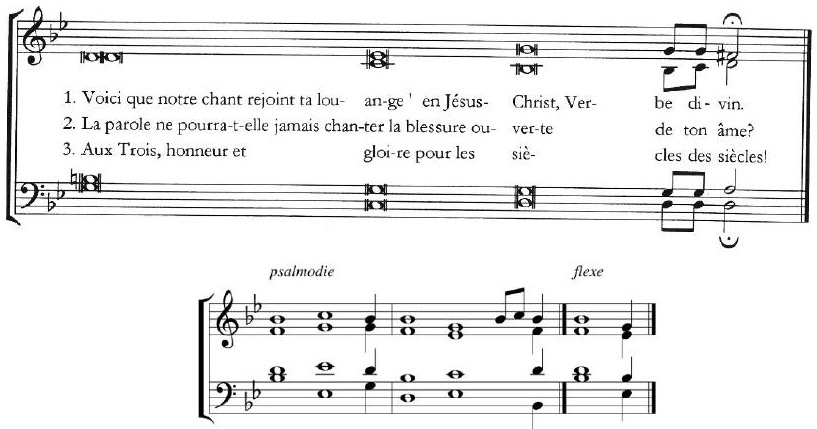 1. Voici que notre chant rejoint ta lou- an-ge ' en Jésus- Christ, Ver- be di - vin.
2. La parole ne pourra-t-elle jamais chan-ter la blessure ou- ver-te de ton âme?
3. Aux Trois, honneur et gloi-re pour les siè- cles des siècles!
psalmodie flexe